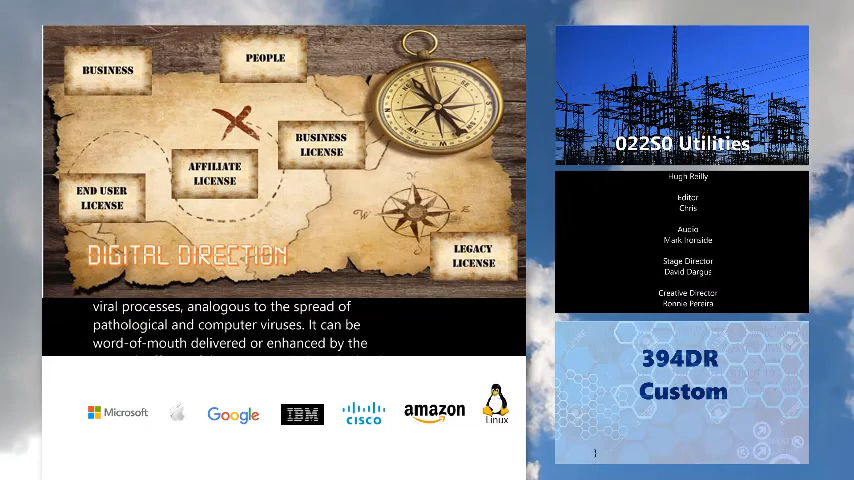 BUSINESS
PEOPLE
BUSINESS
LICENSE
AFFILIATE
LICENSE
END USER
LICENSE
LEGACY
LICENSE
DIGITAL DIRECTION
viral processes, analogous to the spread of
pathological and computer viruses. It can be
word-of-mouth delivered or enhanced by the
Microsoft
Google
IBM
CISCO
amazon
Linux
022S0 Utilities
Hugh Reilly
Editor
Chris
Audio
Mark Ironside
Stage Director
David Dargus
Creative Director
Ronnie Pereira
394DR
Custom
}